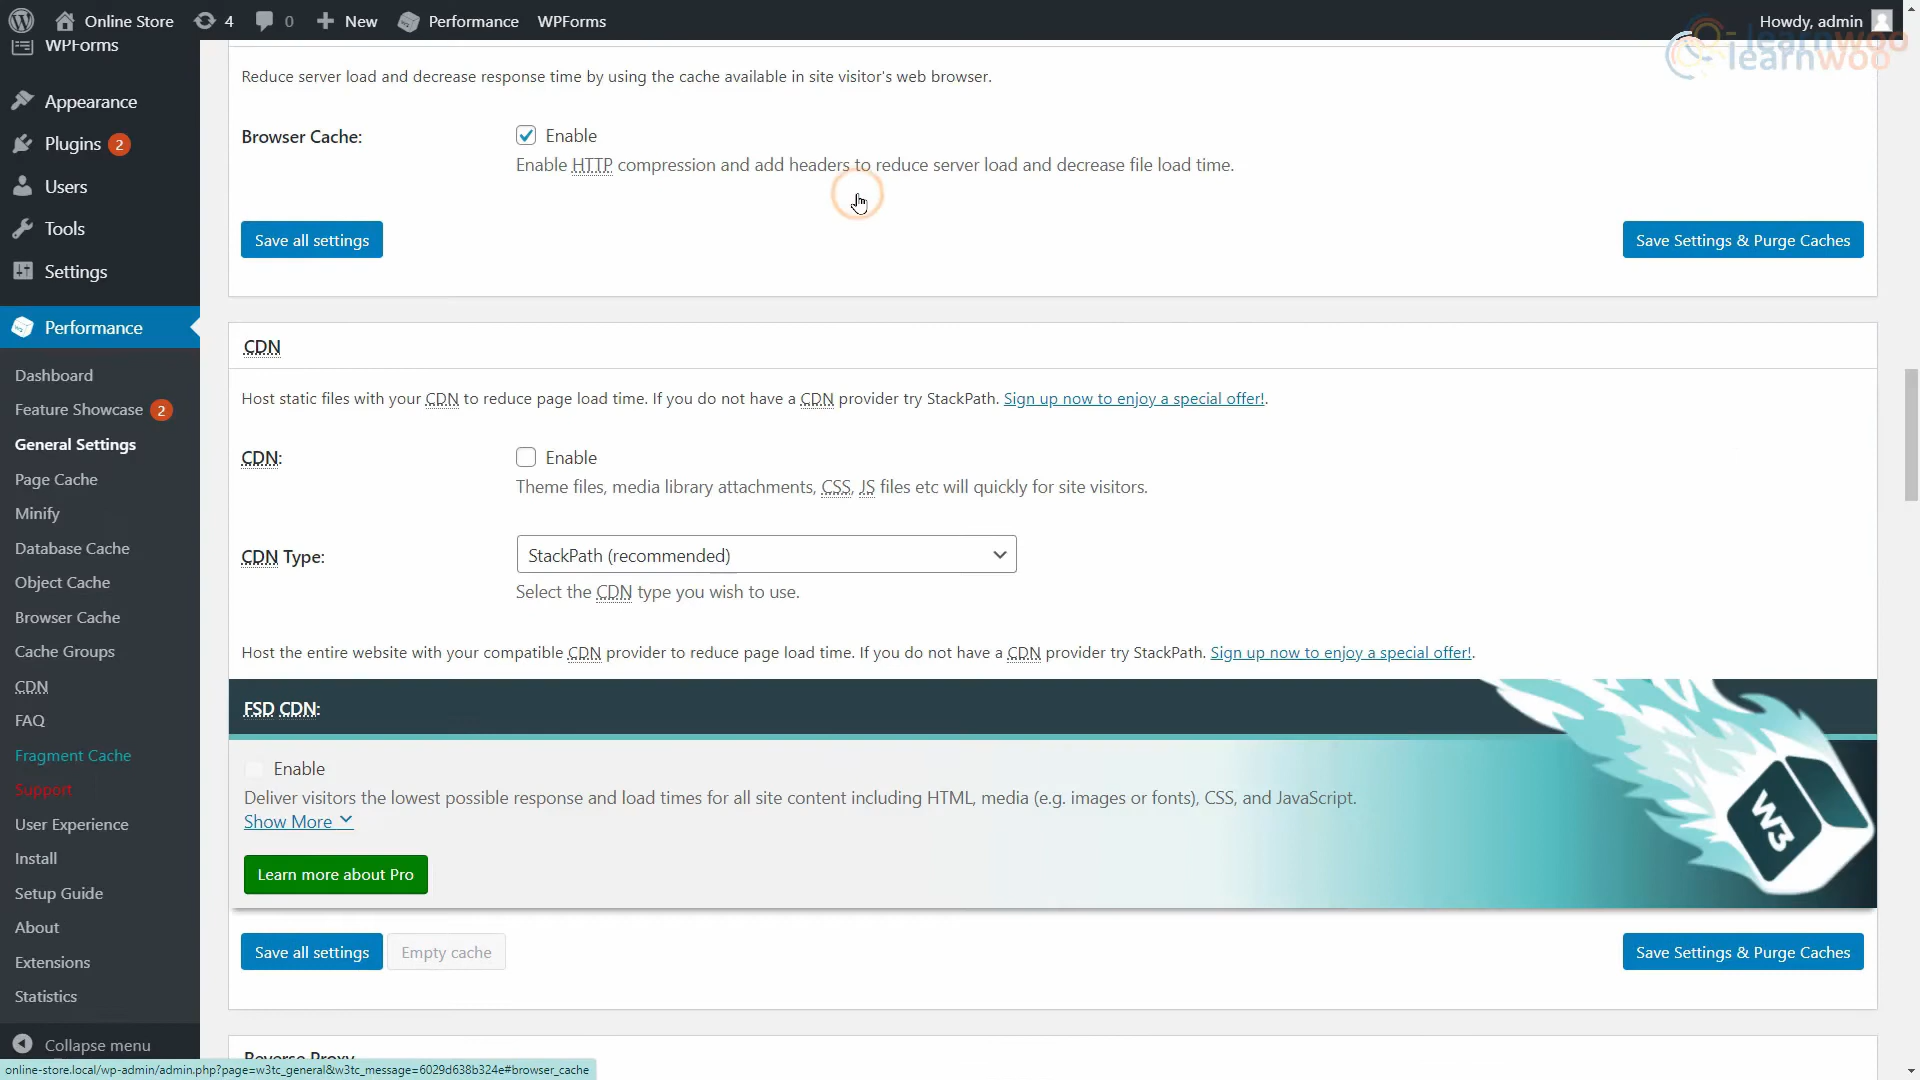 Online Store
4
0
New
Performance
WPForms
Howdy, admin
learnwoo
learnwoo
WPForms
Appearance
Plugins 2
Users
Tools
Settings
Performance
Dashboard
Feature Showcase 2
General Settings
Page Cache
Minify
Database Cache
Object Cache
Browser Cache
Cache Groups
CDN
FAQ
Fragment Cache
Support
User Experience
Install
Setup Guide
About
Extensions
Statistics
Collapse menu
Reduce server load and decrease response time by using the cache available in site visitor's web browser.
Browser Cache:
Enable
Enable HTTP compression and add headers to reduce server load and decrease file load time.
Save all settings
Save Settings & Purge Caches
CDN
Host static files with your CDN to reduce page load time. If you do not have a CDN provider try StackPath. Sign up now to enjoy a special offer!.
CDN:
Enable
Theme files, media library attachments, CSS, JS files etc will quickly for site visitors.
CDN Type:
StackPath (recommended)
Select the CDN type you wish to use.
Host the entire website with your compatible CDN provider to reduce page load time. If you do not have a CDN provider try StackPath. Sign up now to enjoy a special offer!.
FSD CDN:
Enable
Deliver visitors the lowest possible response and load times for all site content including HTML, media (e.g. images or fonts), CSS, and JavaScript.
Show More
Learn more about Pro
W3
Save all settings
Empty cache
Save Settings & Purge Caches
Reverse Proxy
online-store.local/wp-admin/admin.php?page=w3tc_general&w3tc_message=6029d638b324e#browser_cache